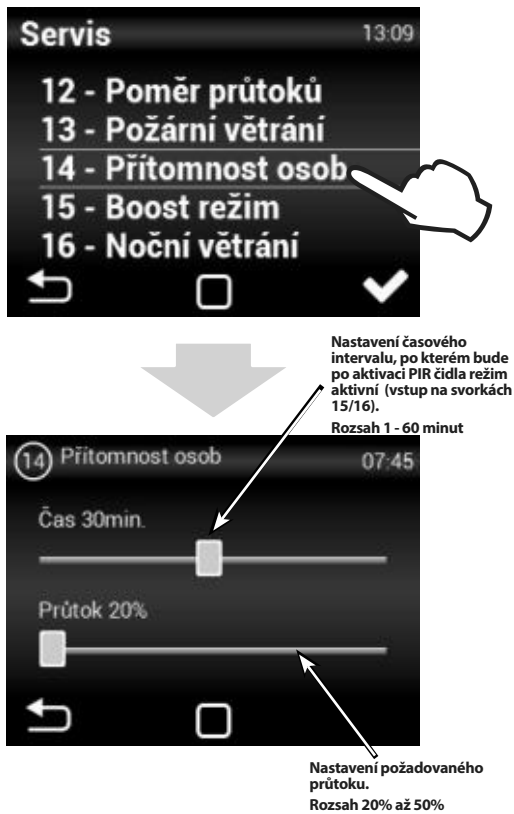 Servis 13:09
12 - Poměr průtoků
13 - Požární větrání
14 - Přítomnost osob
15 - Boost režim
16 - Noční větrání
Nastavení časového
intervalu, po kterém bude
po aktivaci PIR čidla režim
aktivní (vstup na svorkách
15/16).
Rozsah 1 - 60 minut
14 Přítomnost osob 07:45
Čas 30min.
Průtok 20%
Nastavení požadovaného
průtoku.
Rozsah 20% až 50%